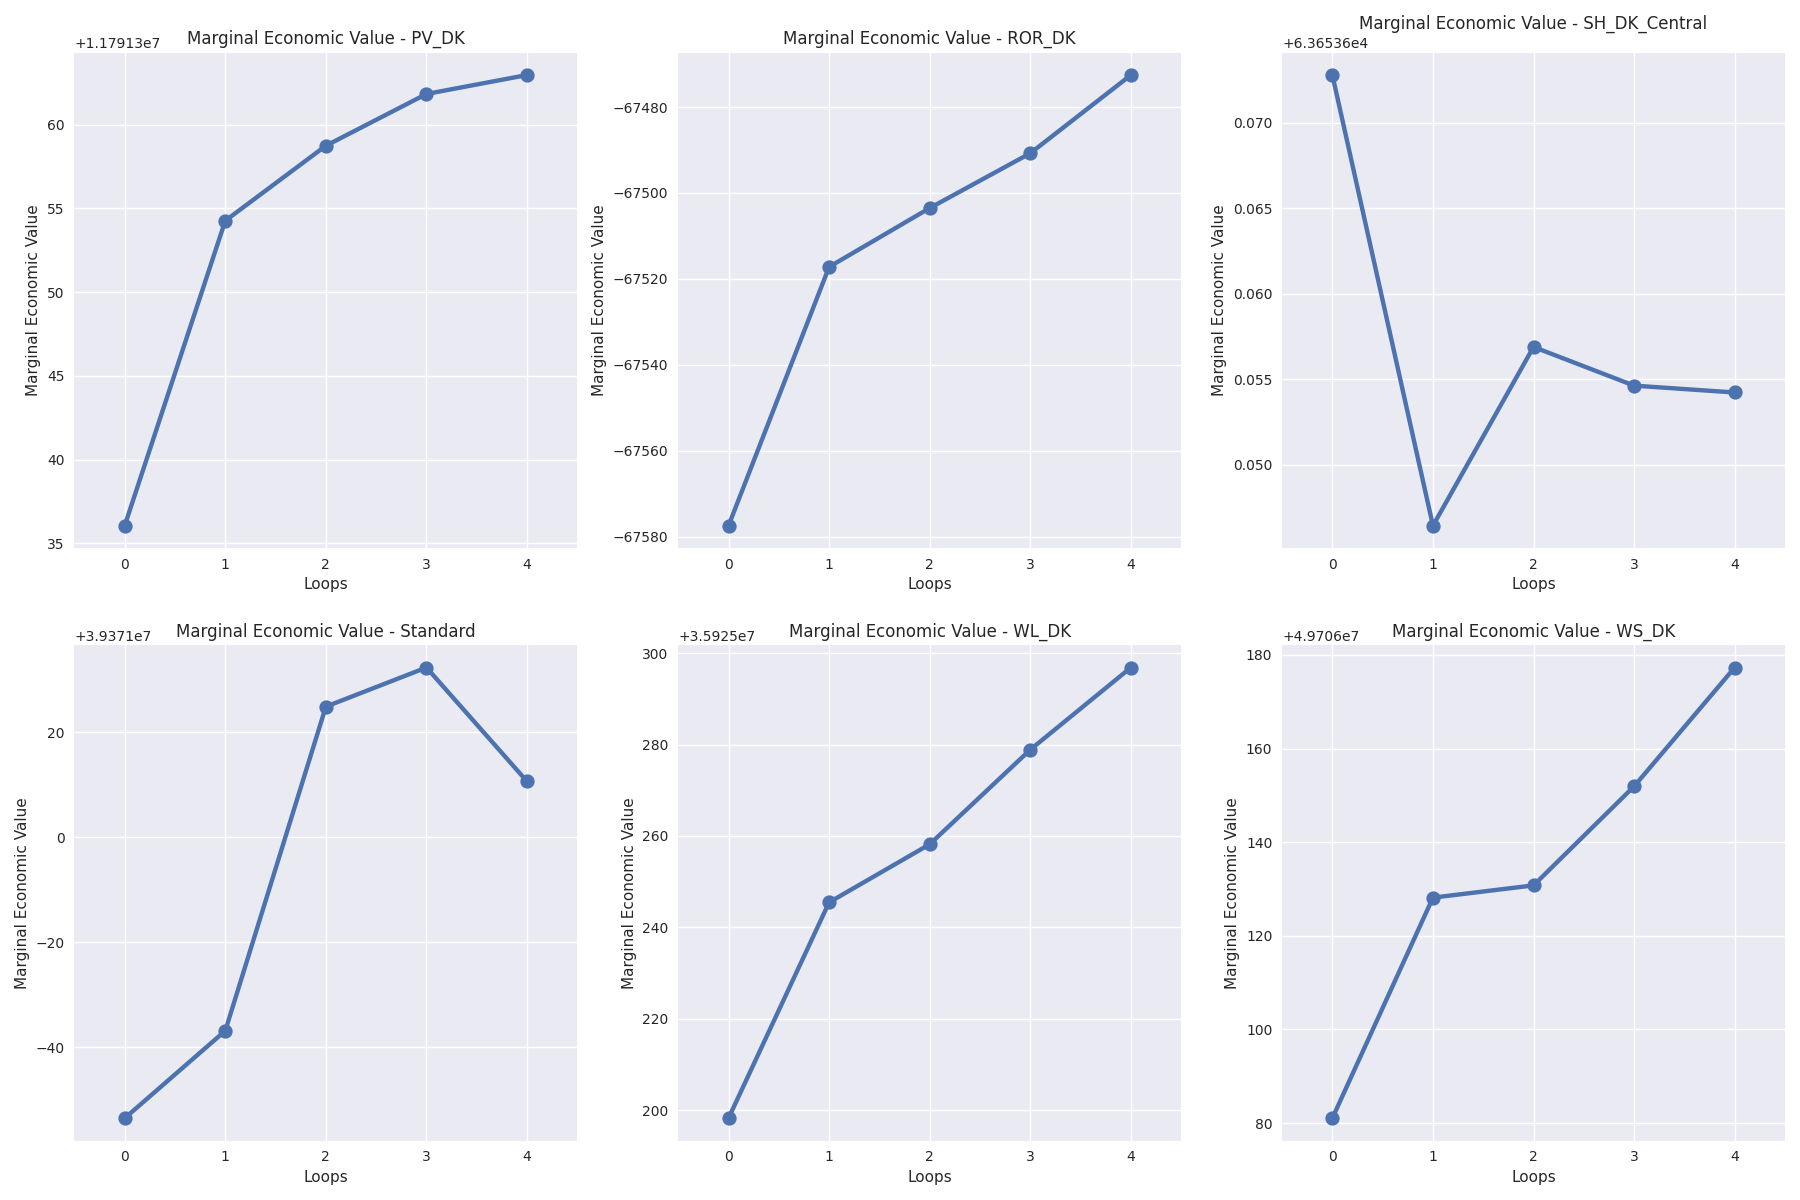 Marginal Economic Value - PV_DK
+1.17913e7
60
55
50
45
40
35
Marginal Economic Value
0 1 2 3 4
Loops
Marginal Economic Value - ROR_DK
−67480
−67500
−67520
−67540
−67560
−67580
Marginal Economic Value
0 1 2 3 4
Loops
Marginal Economic Value - SH_DK_Central
+6.36536e4
0.070
0.065
0.060
0.055
0.050
Marginal Economic Value
0 1 2 3 4
Loops
Marginal Economic Value - Standard
+3.9371e7
20
0
−20
−40
Marginal Economic Value
0 1 2 3 4
Loops
Marginal Economic Value - WL_DK
+3.5925e7
300
280
260
240
220
200
Marginal Economic Value
0 1 2 3 4
Loops
Marginal Economic Value - WS_DK
+4.9706e7
180
160
140
120
100
80
Marginal Economic Value
0 1 2 3 4
Loops